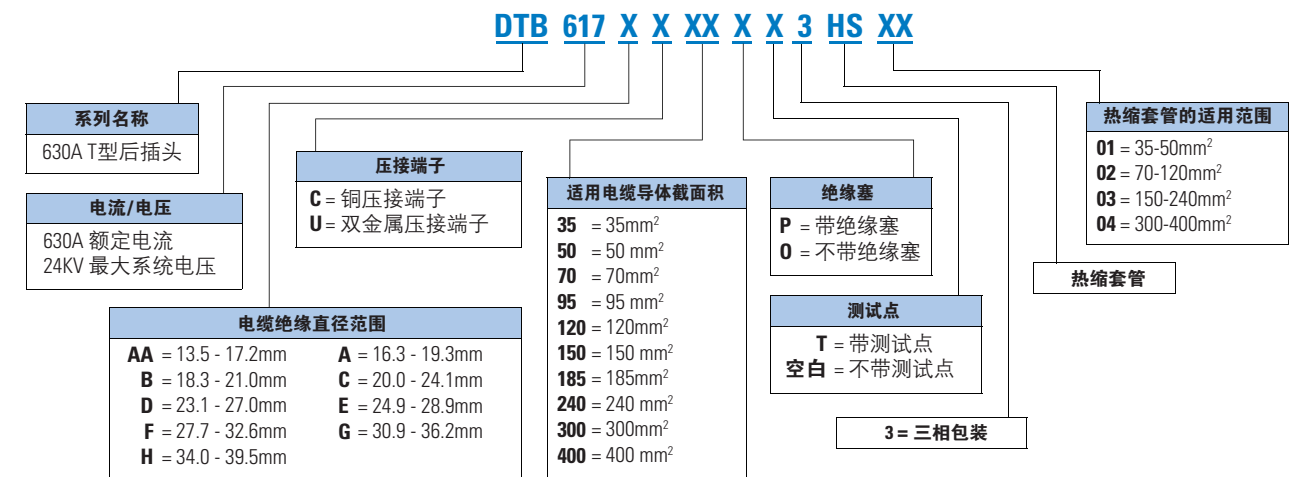 DTB 617 X X XX X X 3 HS XX
系列名称
630A T型后插头
电流/电压
630A 额定电流
24KV 最大系统电压
电缆绝缘直径范围
AA = 13.5 - 17.2mm A = 16.3 - 19.3mm
B = 18.3 - 21.0mm C = 20.0 - 24.1mm
D = 23.1 - 27.0mm E = 24.9 - 28.9mm
F = 27.7 - 32.6mm G = 30.9 - 36.2mm
H = 34.0 - 39.5mm
压接端子
C = 铜压接端子
U = 双金属压接端子
适用电缆导体截面积
35 = 35mm²
50 = 50 mm²
70 = 70mm²
95 = 95 mm²
120 = 120mm²
150 = 150 mm²
185 = 185mm²
240 = 240 mm²
300 = 300mm²
400 = 400 mm²
绝缘塞
P = 带绝缘塞
O = 不带绝缘塞
测试点
T = 带测试点
空白 = 不带测试点
3 = 三相包装
热缩套管
热缩套管的适用范围
01 = 35-50mm²
02 = 70-120mm²
03 = 150-240mm²
04 = 300-400mm²